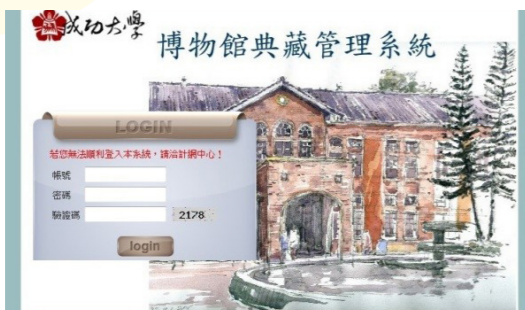 成功大學
博物館典藏管理系統
LOGIN
若您無法順利登入本系統，請洽計網中心！
帳號
密碼
驗證碼 2178
login